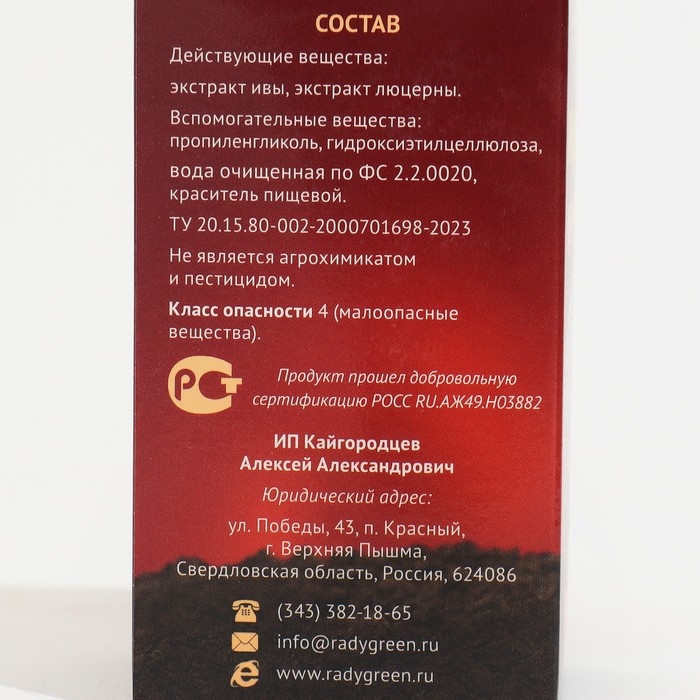 СОСТАВ
Действующие вещества:
экстракт ивы, экстракт люцерны.
Вспомогательные вещества:
пропиленгликоль, гидроксиэтилцеллюлоза,
вода очищенная по ФС 2.2.0020,
краситель пищевой.
ТУ 20.15.80-002-2000701698-2023
Не является агрохимикатом
и пестицидом.
Класс опасности 4 (малоопасные
вещества).
РСТ
Продукт прошел добровольную
сертификацию РОСС RU.АЖ49.Н03882
ИП Кайгородцев
Алексей Александрович
Юридический адрес:
ул. Победы, 43, п. Красный,
г. Верхняя Пышма,
Свердловская область, Россия, 624086
(343) 382-18-65
info@radygreen.ru
www.radygreen.ru